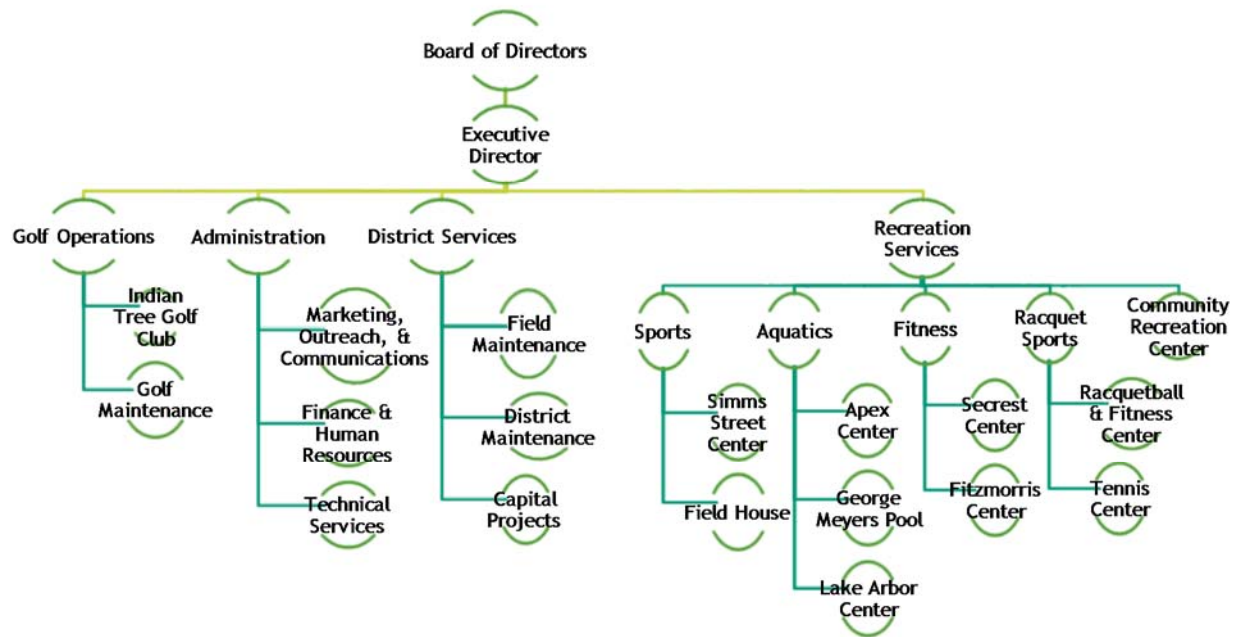 Board of Directors
Executive
Director
Golf Operations
Administration
District Services
Recreation
Services
Indian
Tree Golf
Club
Golf
Maintenance
Marketing,
Outreach, &
Communications
Finance &
Human
Resources
Technical
Services
Field
Maintenance
District
Maintenance
Capital
Projects
Sports
Aquatics
Fitness
Racquet
Sports
Community
Recreation
Center
Simms
Street
Center
Field House
Apex
Center
George
Meyers Pool
Lake Arbor
Center
Secrest
Center
Fitzmorris
Center
Racquetball
& Fitness
Center
Tennis
Center